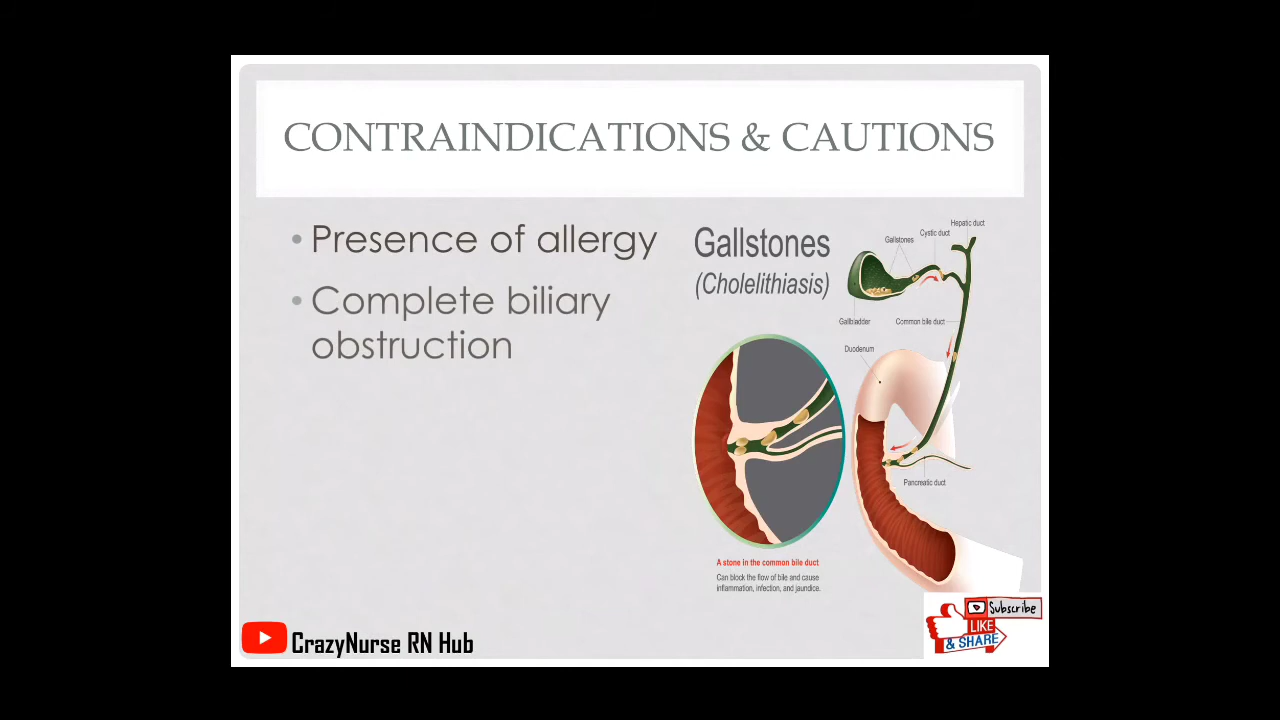 CONTRAINDICATIONS & CAUTIONS
• Presence of allergy
• Complete biliary
obstruction
Gallstones
(Cholelithiasis)
Hepatic duct
Cystic duct
Gallstones
Gallbladder
Common bile duct
Duodenum
Pancreatic duct
A stone in the common bile duct
Can block the flow of bile and cause
inflammation, infection, and jaundice.
CrazyNurse RN Hub
Subscribe
LIKE
& SHARE